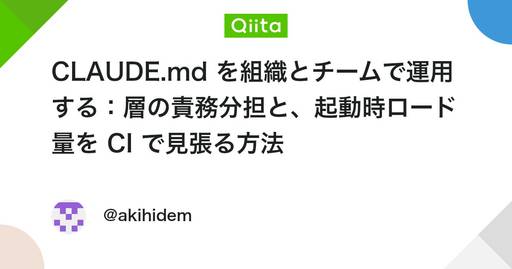 Qiita
CLAUDE.md を組織とチームで運用
する：層の責務分担と、起動時ロード
量を CI で見張る方法
@akihidem